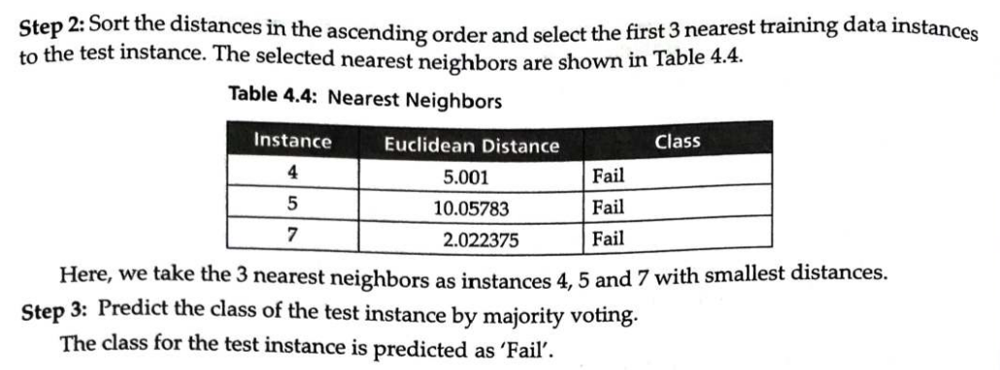 Step 2: Sort the distances in the ascending order and select the first 3 nearest training data instances
to the test instance. The selected nearest neighbors are shown in Table 4.4.
Table 4.4: Nearest Neighbors
Instance Euclidean Distance Class
4 5.001 Fail
5 10.05783 Fail
7 2.022375 Fail
Here, we take the 3 nearest neighbors as instances 4, 5 and 7 with smallest distances.
Step 3: Predict the class of the test instance by majority voting.
The class for the test instance is predicted as ‘Fail’.